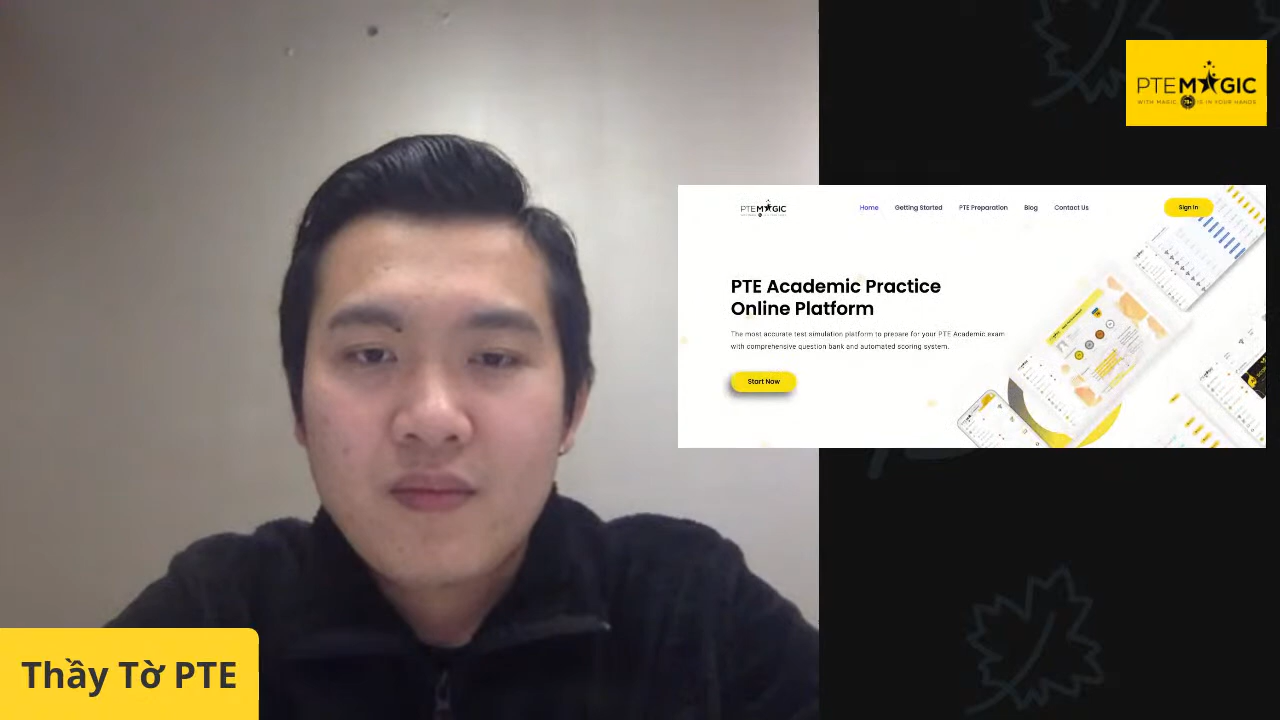 PTEMAGIC
WITH MAGIC, 79+ IS IN YOUR HANDS
PTEMAGIC
Home Getting Started PTE Preparation Blog Contact Us Sign In
PTE Academic Practice
Online Platform
The most accurate test simulation platform to prepare for your PTE Academic exam
with comprehensive question bank and automated scoring system.
Start Now
Thầy Tờ PTE